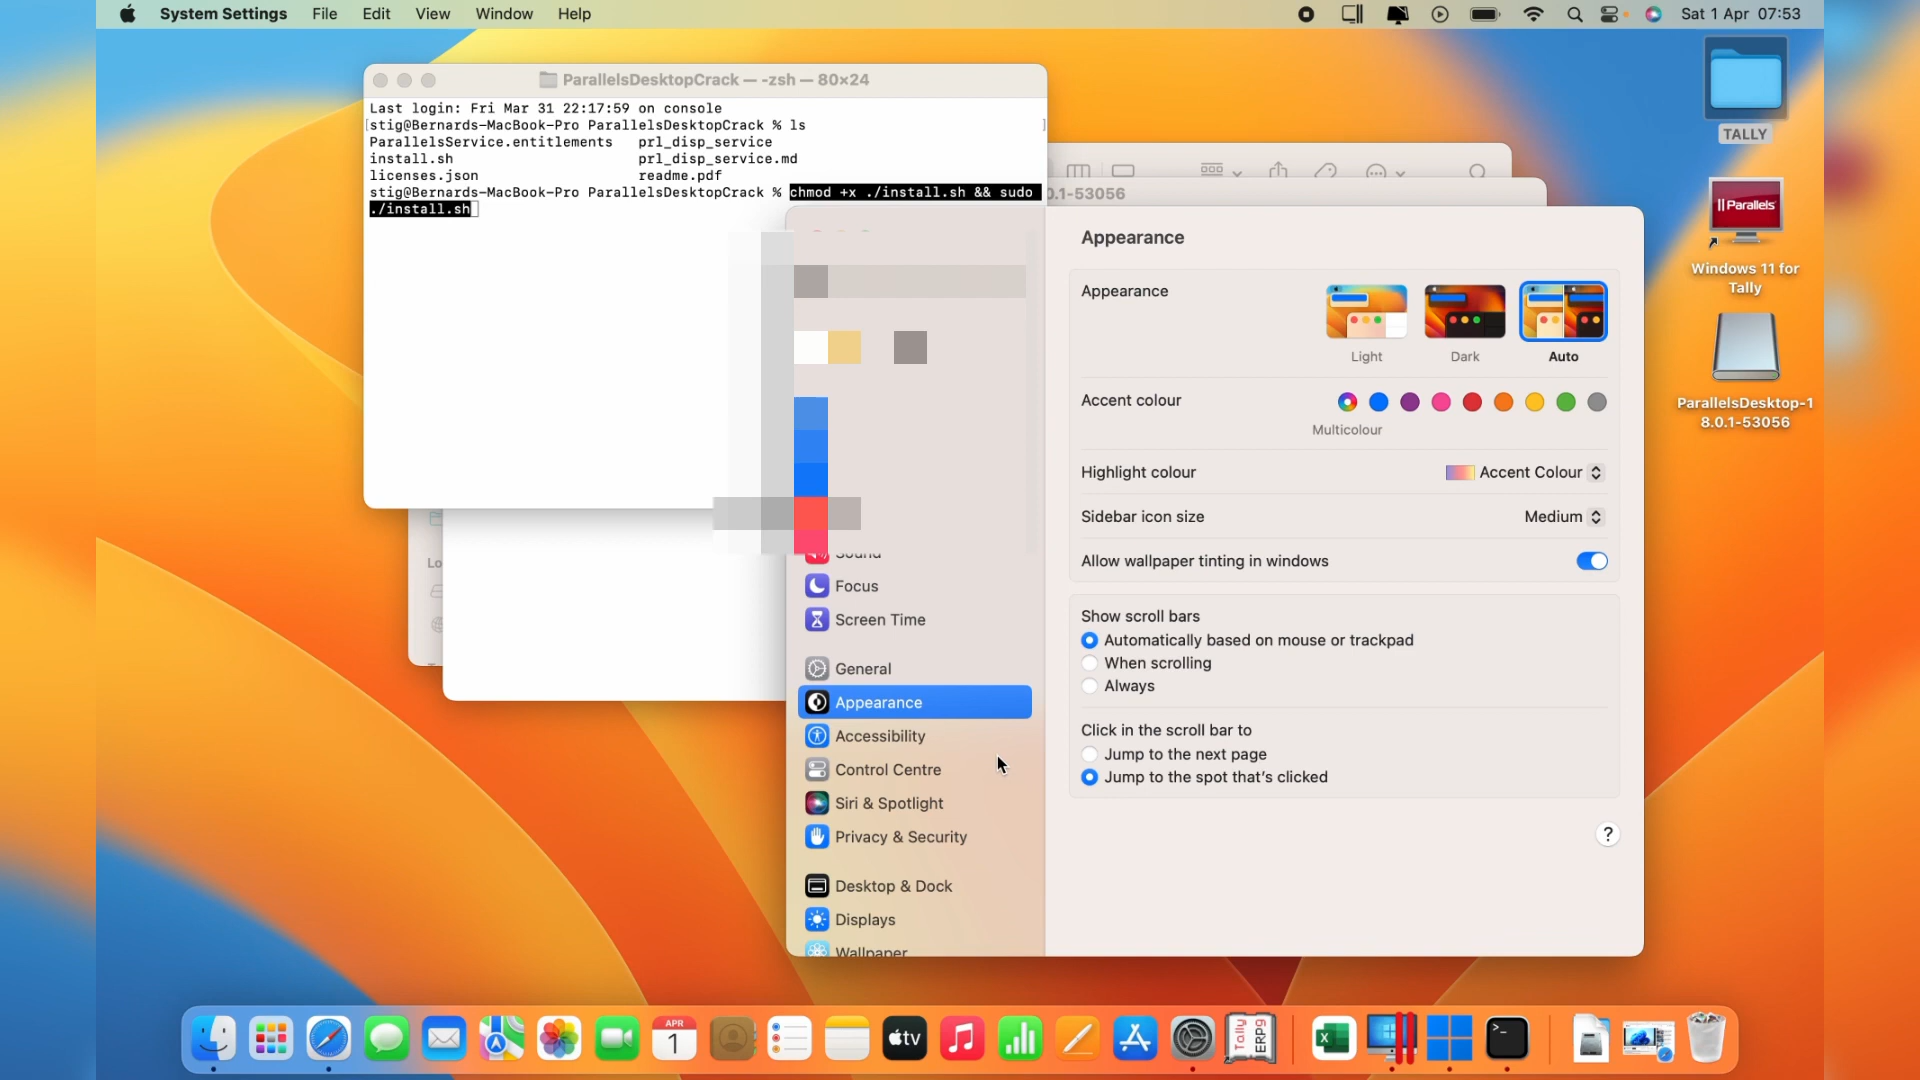 System Settings File Edit View Window Help
Sat 1 Apr 07:53
ParallelsDesktopCrack — -zsh — 80×24
Last login: Fri Mar 31 22:17:59 on console
[stig@Bernards-MacBook-Pro ParallelsDesktopCrack % ls ]
ParallelsService.entitlements prl_disp_service
install.sh prl_disp_service.md
licenses.json readme.pdf
stig@Bernards-MacBook-Pro ParallelsDesktopCrack % chmod +x ./install.sh && sudo
./install.sh
0.1-53056
Lo
Sound
Focus
Screen Time
General
Appearance
Accessibility
Control Centre
Siri & Spotlight
Privacy & Security
Desktop & Dock
Displays
Wallpaper
Appearance
Appearance
Light Dark Auto
Accent colour
Multicolour
Highlight colour Accent Colour
Sidebar icon size Medium
Allow wallpaper tinting in windows
Show scroll bars
Automatically based on mouse or trackpad
When scrolling
Always
Click in the scroll bar to
Jump to the next page
Jump to the spot that's clicked
?
TALLY
Parallels
Windows 11 for
Tally
ParallelsDesktop-1
8.0.1-53056
APR
1
tv
Tally
ERP9
X
>_